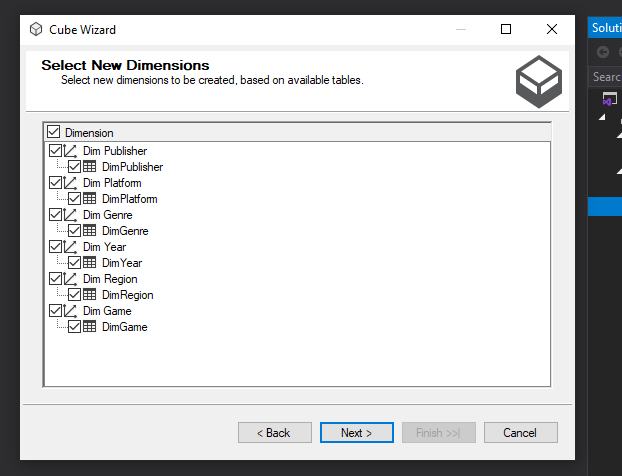 Cube Wizard
Select New Dimensions
Select new dimensions to be created, based on available tables.
Dimension
Dim Publisher
DimPublisher
Dim Platform
DimPlatform
Dim Genre
DimGenre
Dim Year
DimYear
Dim Region
DimRegion
Dim Game
DimGame
< Back
Next >
Finish >>|
Cancel
Soluti
Searc